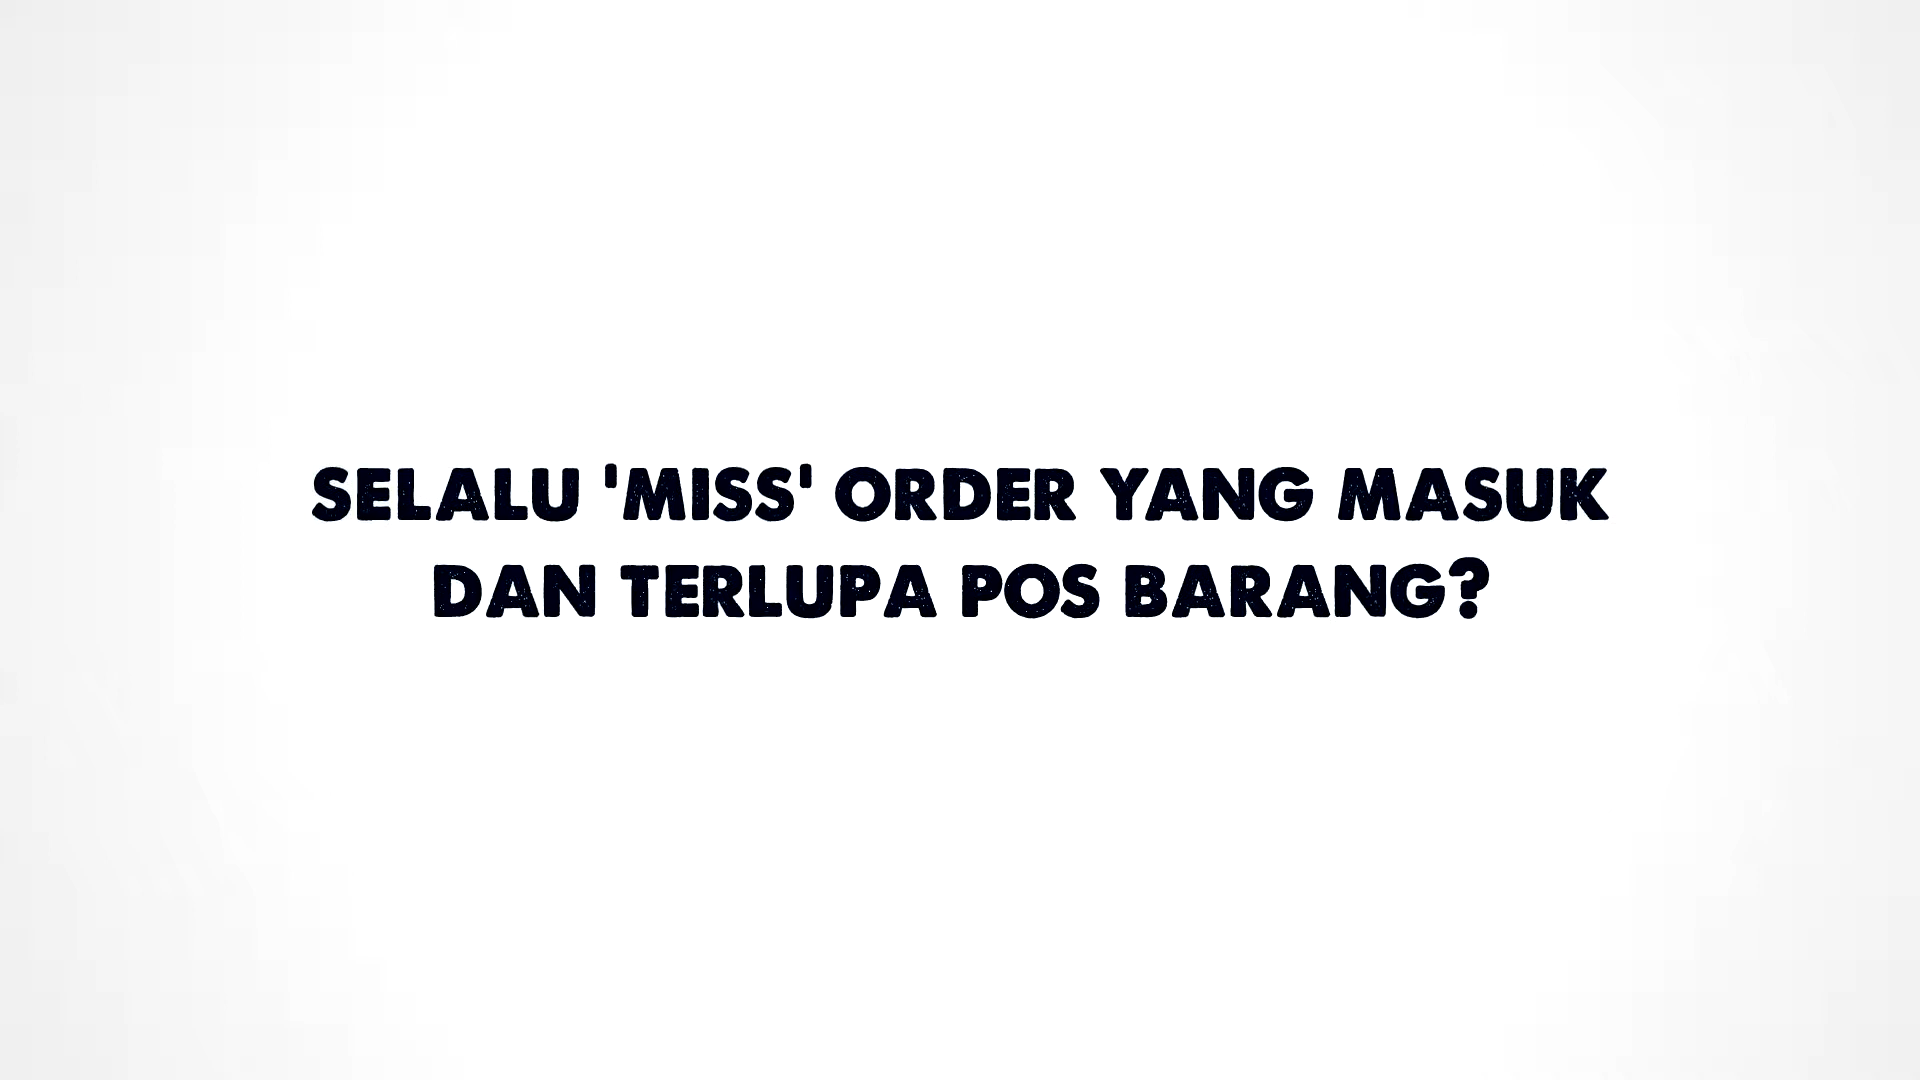 SELALU 'MISS' ORDER YANG MASUK
DAN TERLUPA POS BARANG?